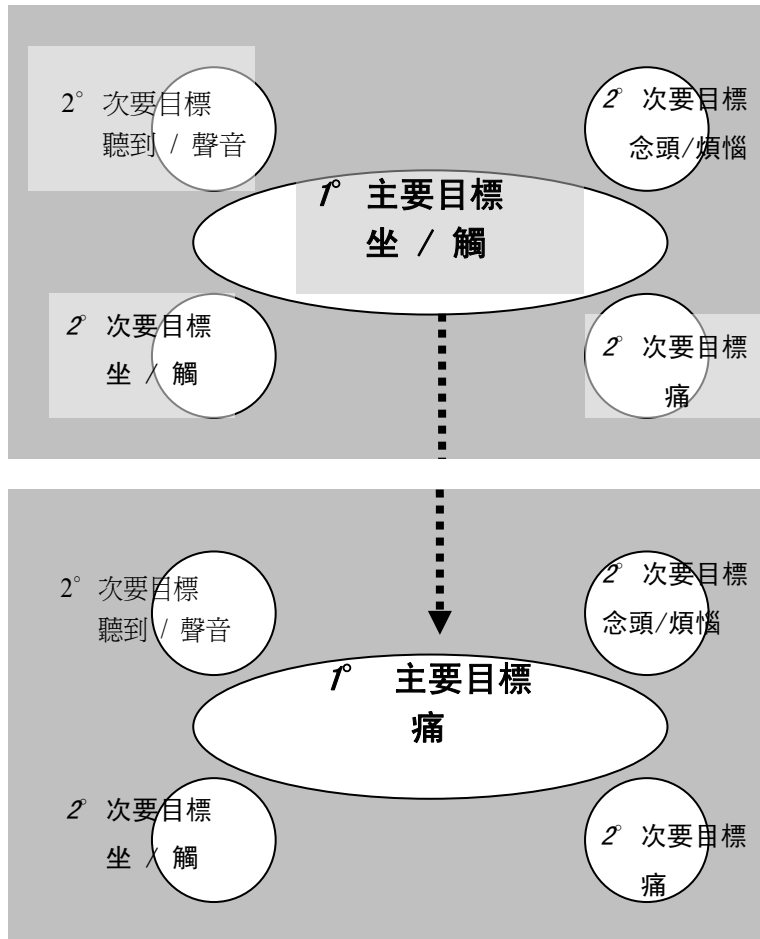 2° 次要目標
聽到 / 聲音
2° 次要目標
念頭/煩惱
1° 主要目標
坐 / 觸
2° 次要目標
坐 / 觸
2° 次要目標
痛
2° 次要目標
聽到 / 聲音
2° 次要目標
念頭/煩惱
1° 主要目標
痛
2° 次要目標
坐 / 觸
2° 次要目標
痛